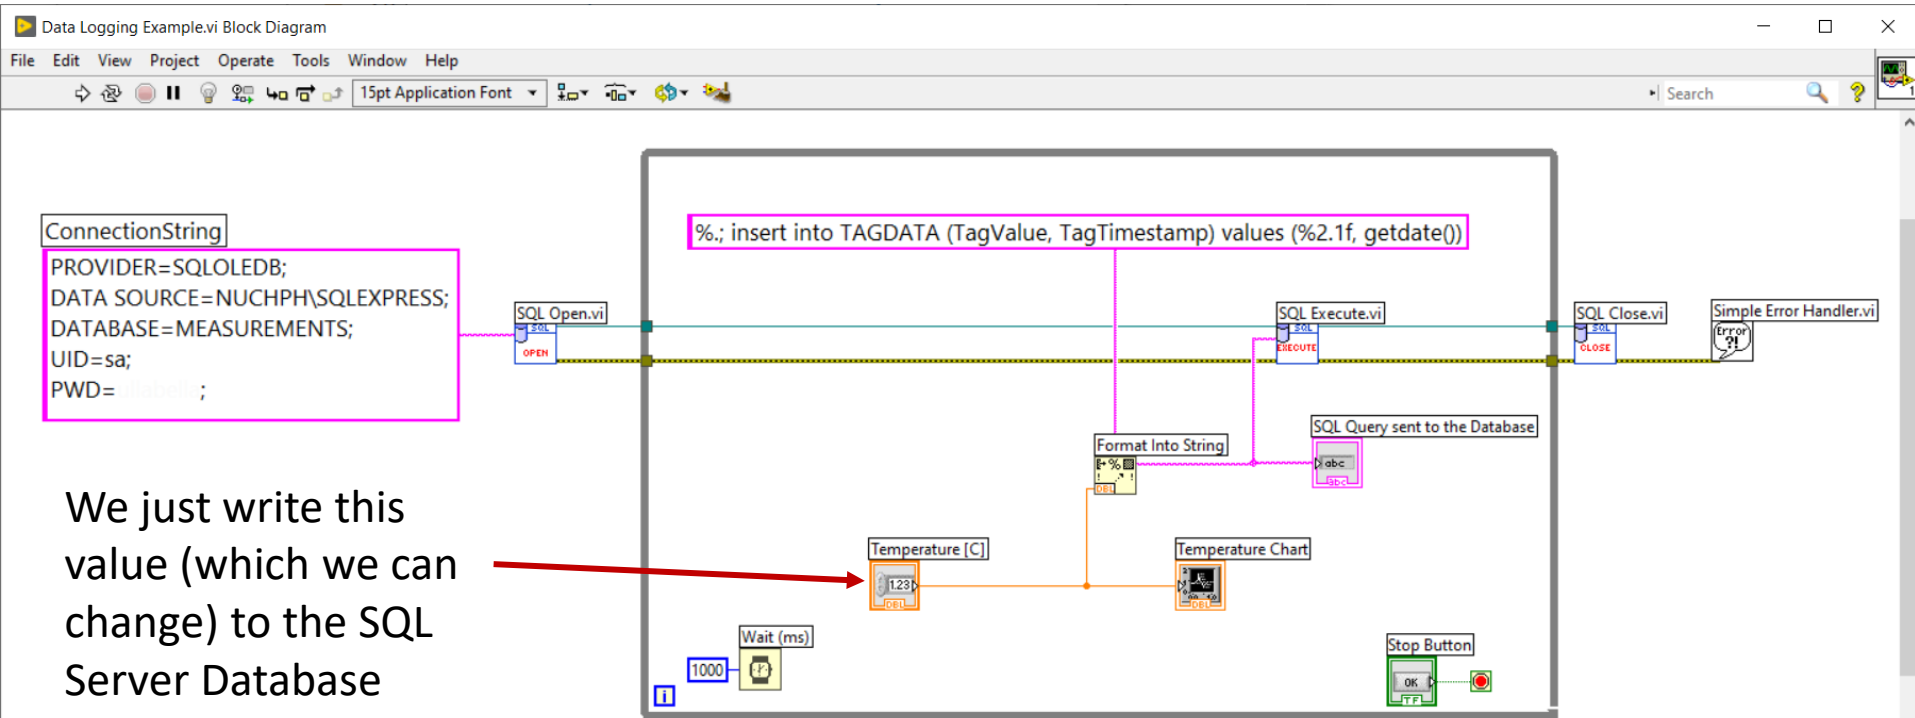 Data Logging Example.vi Block Diagram
File Edit View Project Operate Tools Window Help
15pt Application Font
Search
ConnectionString
PROVIDER=SQLOLEDB;
DATA SOURCE=NUCHPH\SQLEXPRESS;
DATABASE=MEASUREMENTS;
UID=sa;
PWD= ;
%.; insert into TAGDATA (TagValue, TagTimestamp) values (%2.1f, getdate())
SQL Open.vi
SQL
OPEN
SQL Execute.vi
SQL
EXECUTE
SQL Close.vi
SQL
CLOSE
Simple Error Handler.vi
Error
?!
SQL Query sent to the Database
abc
abc
Format Into String
DBL
Temperature [C]
1.23
DBL
Temperature Chart
DBL
We just write this
value (which we can
change) to the SQL
Server Database
Wait (ms)
1000
i
Stop Button
OK
TF